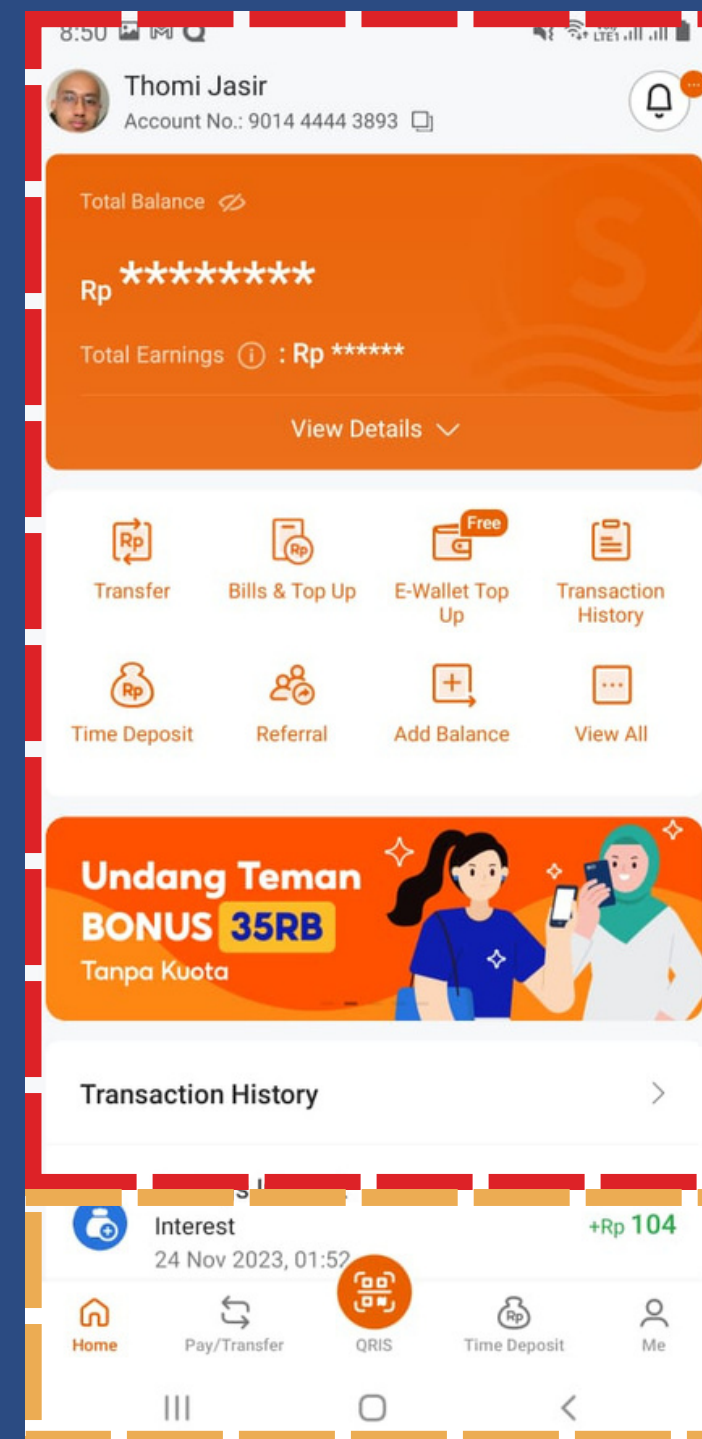 8:50
Thomi Jasir
Account No.: 9014 4444 3893
Total Balance
Rp ********
Total Earnings : Rp ******
View Details
Free
Transfer
Bills & Top Up
E-Wallet Top Up
Transaction History
Time Deposit
Referral
Add Balance
View All
Undang Teman
BONUS 35RB
Tanpa Kuota
Transaction History
Interest
+Rp 104
24 Nov 2023, 01:52
Home
Pay/Transfer
QRIS
Time Deposit
Me